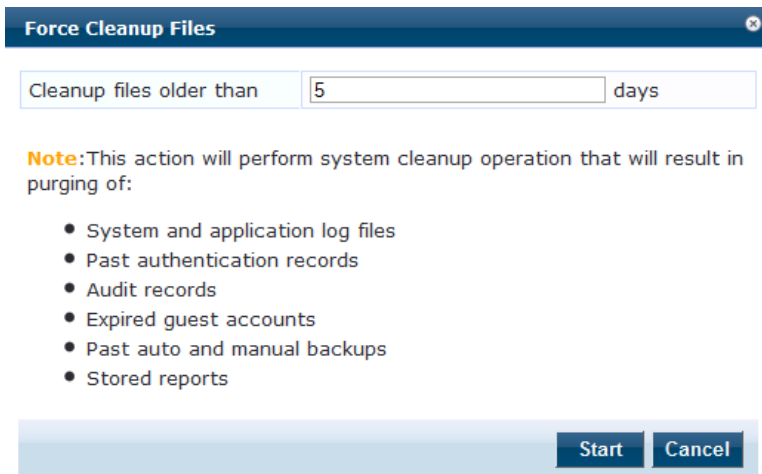 Force Cleanup Files
Cleanup files older than 5 days
Note:This action will perform system cleanup operation that will result in
purging of:
● System and application log files
● Past authentication records
● Audit records
● Expired guest accounts
● Past auto and manual backups
● Stored reports
Start Cancel